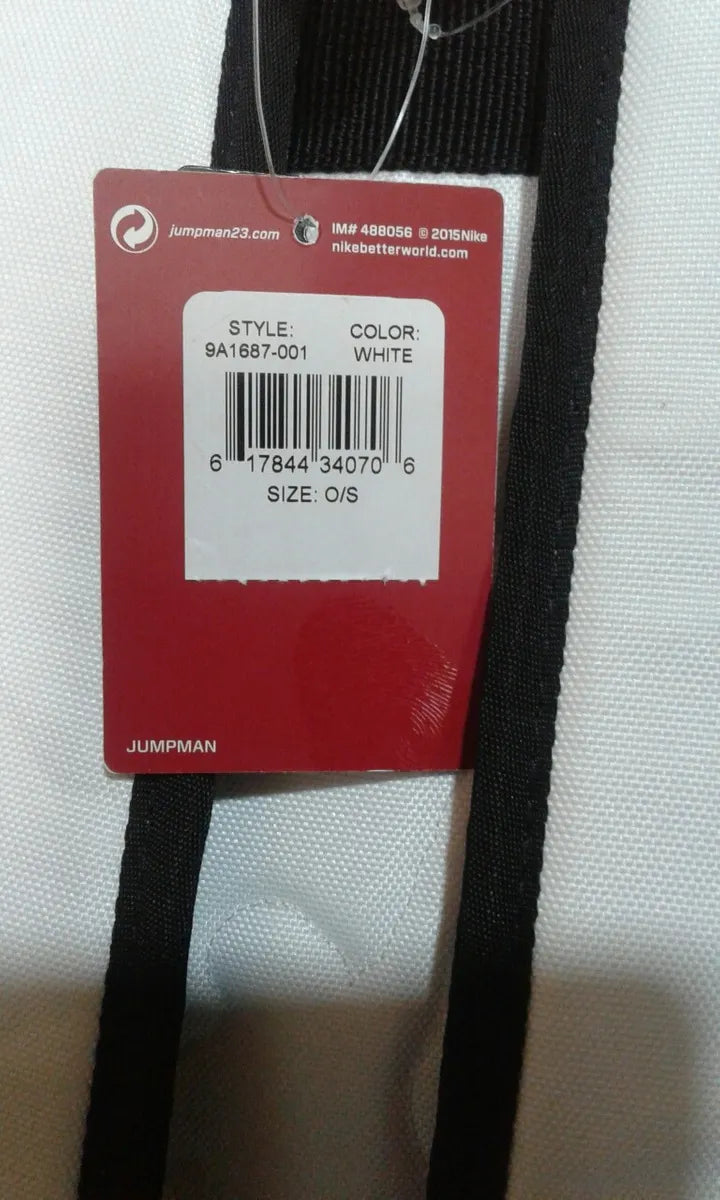 jumpman23.com
IM# 488056 © 2015Nike
nikebetterworld.com
STYLE:
9A1687-001
COLOR:
WHITE
6 17844 34070 6
SIZE: O/S
JUMPMAN